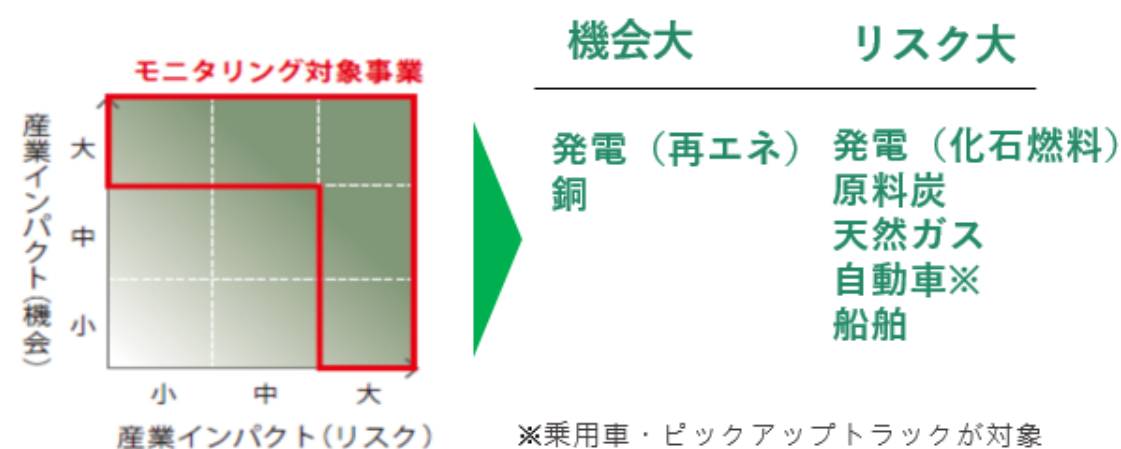 モニタリング対象事業
産業インパクト(機会)
大
中
小
小
中
大
産業インパクト(リスク)
機会大
リスク大
発電（再エネ）
銅
発電（化石燃料）
原料炭
天然ガス
自動車※
船舶
※乗用車・ピックアップトラックが対象